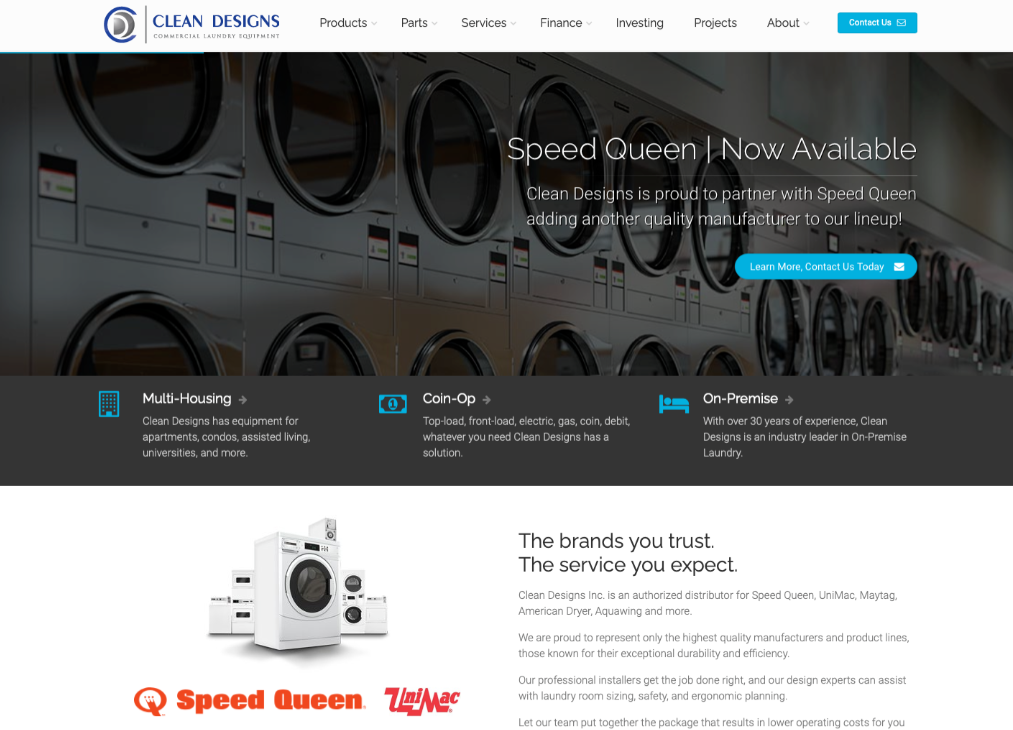 CLEAN DESIGNS
COMMERCIAL LAUNDRY EQUIPMENT
Products
Parts
Services
Finance
Investing
Projects
About
Contact Us
Speed Queen | Now Available
Clean Designs is proud to partner with Speed Queen
adding another quality manufacturer to our lineup!
Learn More, Contact Us Today
Multi-Housing
Clean Designs has equipment for
apartments, condos, assisted living,
universities, and more.
Coin-Op
Top-load, front-load, electric, gas, coin, debit,
whatever you need Clean Designs has a
solution.
On-Premise
With over 30 years of experience, Clean
Designs is an industry leader in On-Premise
Laundry.
The brands you trust.
The service you expect.
Clean Designs Inc. is an authorized distributor for Speed Queen, UniMac, Maytag,
American Dryer, Aquawing and more.
We are proud to represent only the highest quality manufacturers and product lines,
those known for their exceptional durability and efficiency.
Our professional installers get the job done right, and our design experts can assist
with laundry room sizing, safety, and ergonomic planning.
Let our team put together the package that results in lower operating costs for you
Speed Queen
UniMac